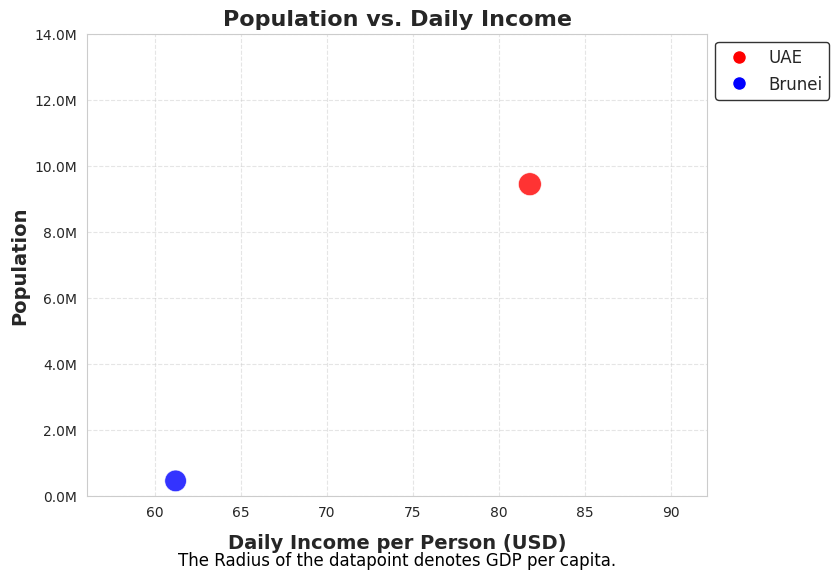 Population vs. Daily Income
14.0M
12.0M
10.0M
8.0M
6.0M
4.0M
2.0M
0.0M
Population
60 65 70 75 80 85 90
Daily Income per Person (USD)
The Radius of the datapoint denotes GDP per capita.
UAE
Brunei